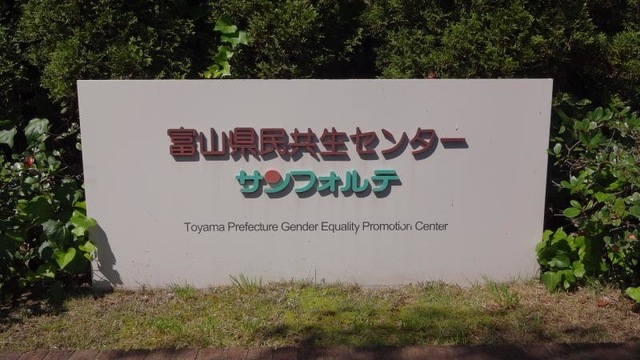 富山県民共生センター
サンフォルテ
Toyama Prefecture Gender Equality Promotion Center